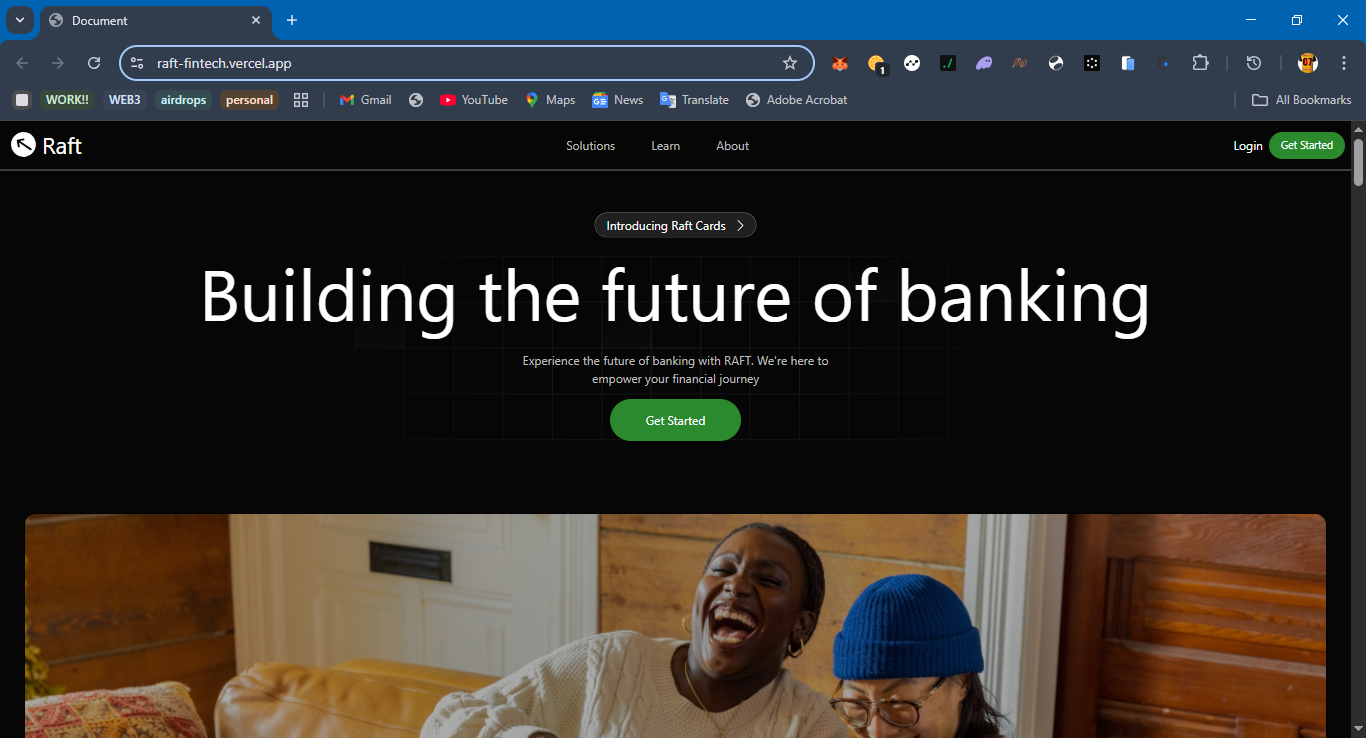 Document
raft-fintech.vercel.app
1
07
WORK!!
WEB3
airdrops
personal
Gmail
YouTube
Maps
News
Translate
Adobe Acrobat
All Bookmarks
Raft
Solutions
Learn
About
Login
Get Started
Introducing Raft Cards
Building the future of banking
Experience the future of banking with RAFT. We're here to
empower your financial journey
Get Started